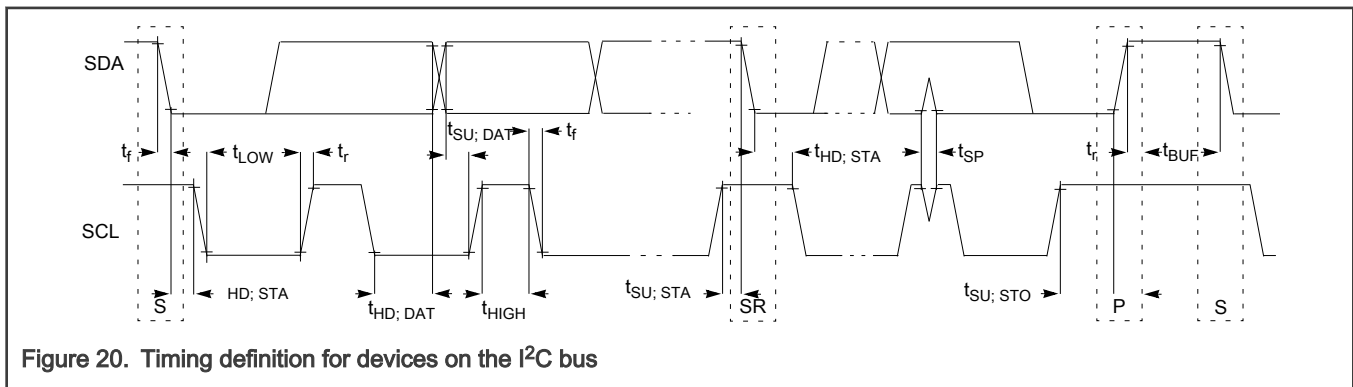 SDA
tSU; DAT tf
tf tLOW tr tHD; STA tSP tr tBUF
SCL
S HD; STA tHD; DAT tHIGH tSU; STA SR tSU; STO P S
Figure 20. Timing definition for devices on the I2C bus